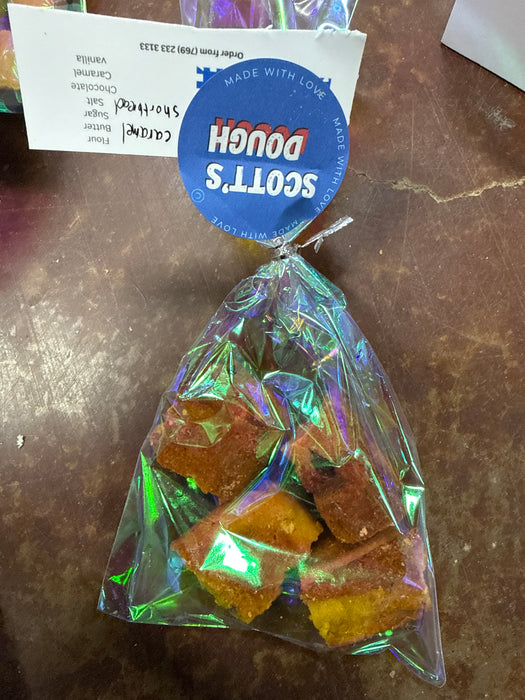 MADE WITH LOVE
MADE WITH LOVE
MADE WITH LOVE
SCOTT'S
DOUGH
caramel
shortbread
Flour
Butter
Sugar
Salt
Chocolate
Caramel
vanilla
Order from (769) 233 3133